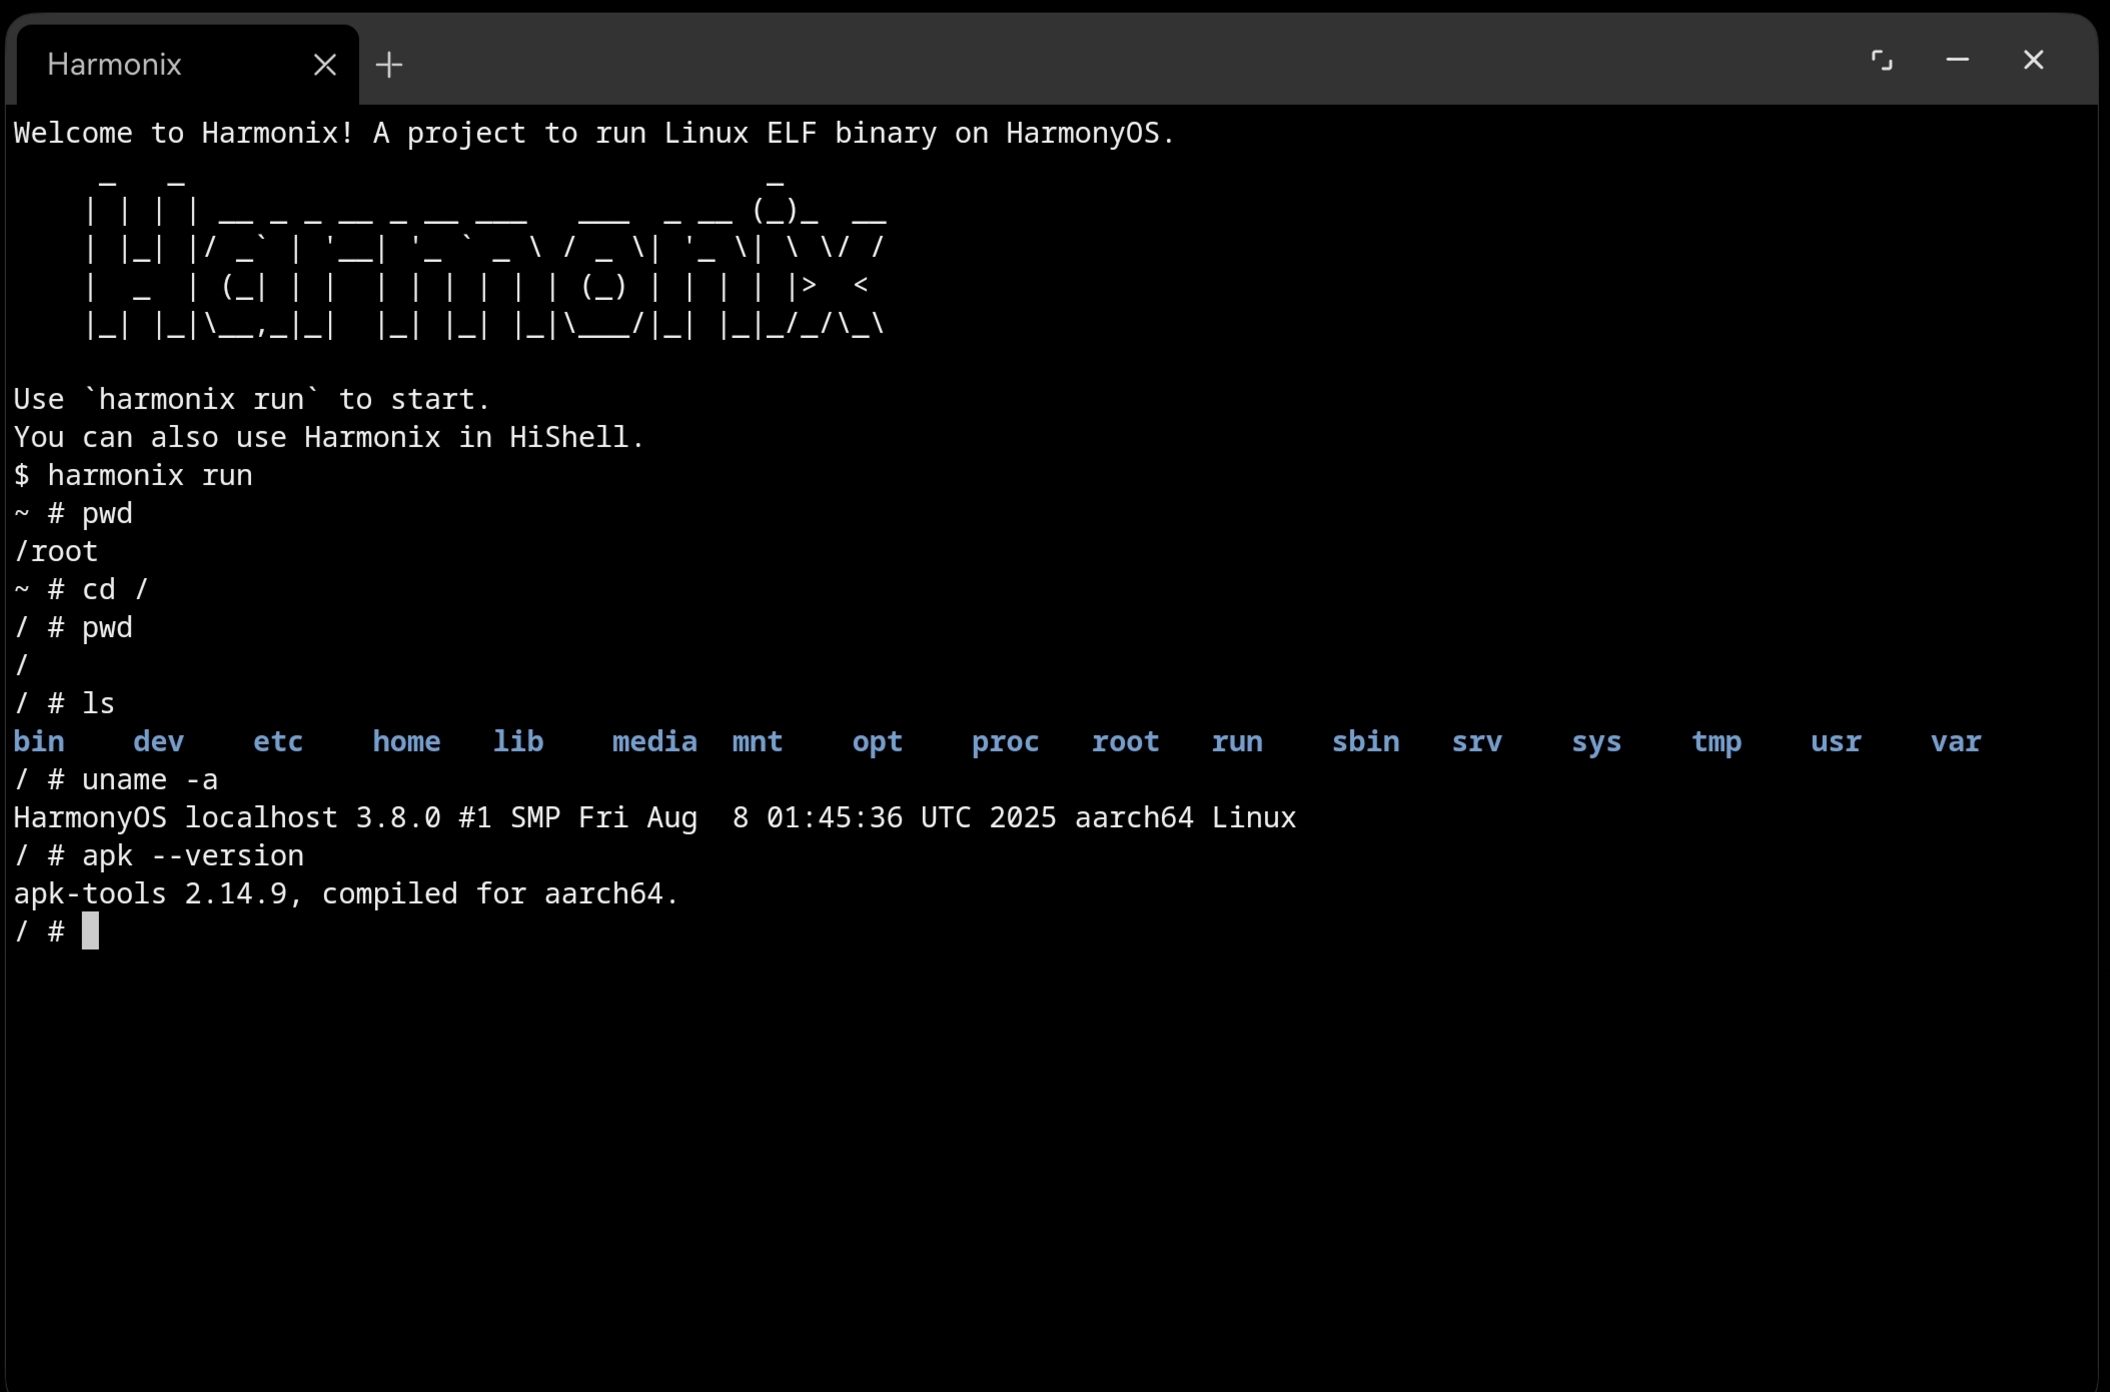 Harmonix
Welcome to Harmonix! A project to run Linux ELF binary on HarmonyOS.
     _   _                                  _
    | | | | __ _ _ __ _ __ ___   ___  _ __ (_)_  __
    | |_| |/ _` | '__| '_ ` _ \ / _ \| '_ \| \ \/ /
    |  _  | (_| | |  | | | | | | (_) | | | | |>  <
    |_| |_|\__,_|_|  |_| |_| |_|\___/|_| |_|_/_/\_\
Use `harmonix run` to start.
You can also use Harmonix in HiShell.
$ harmonix run
~ # pwd
/root
~ # cd /
/ # pwd
/
/ # ls
bin    dev    etc    home   lib    media  mnt    opt    proc   root   run    sbin   srv    sys    tmp    usr    var
/ # uname -a
HarmonyOS localhost 3.8.0 #1 SMP Fri Aug  8 01:45:36 UTC 2025 aarch64 Linux
/ # apk --version
apk-tools 2.14.9, compiled for aarch64.
/ #